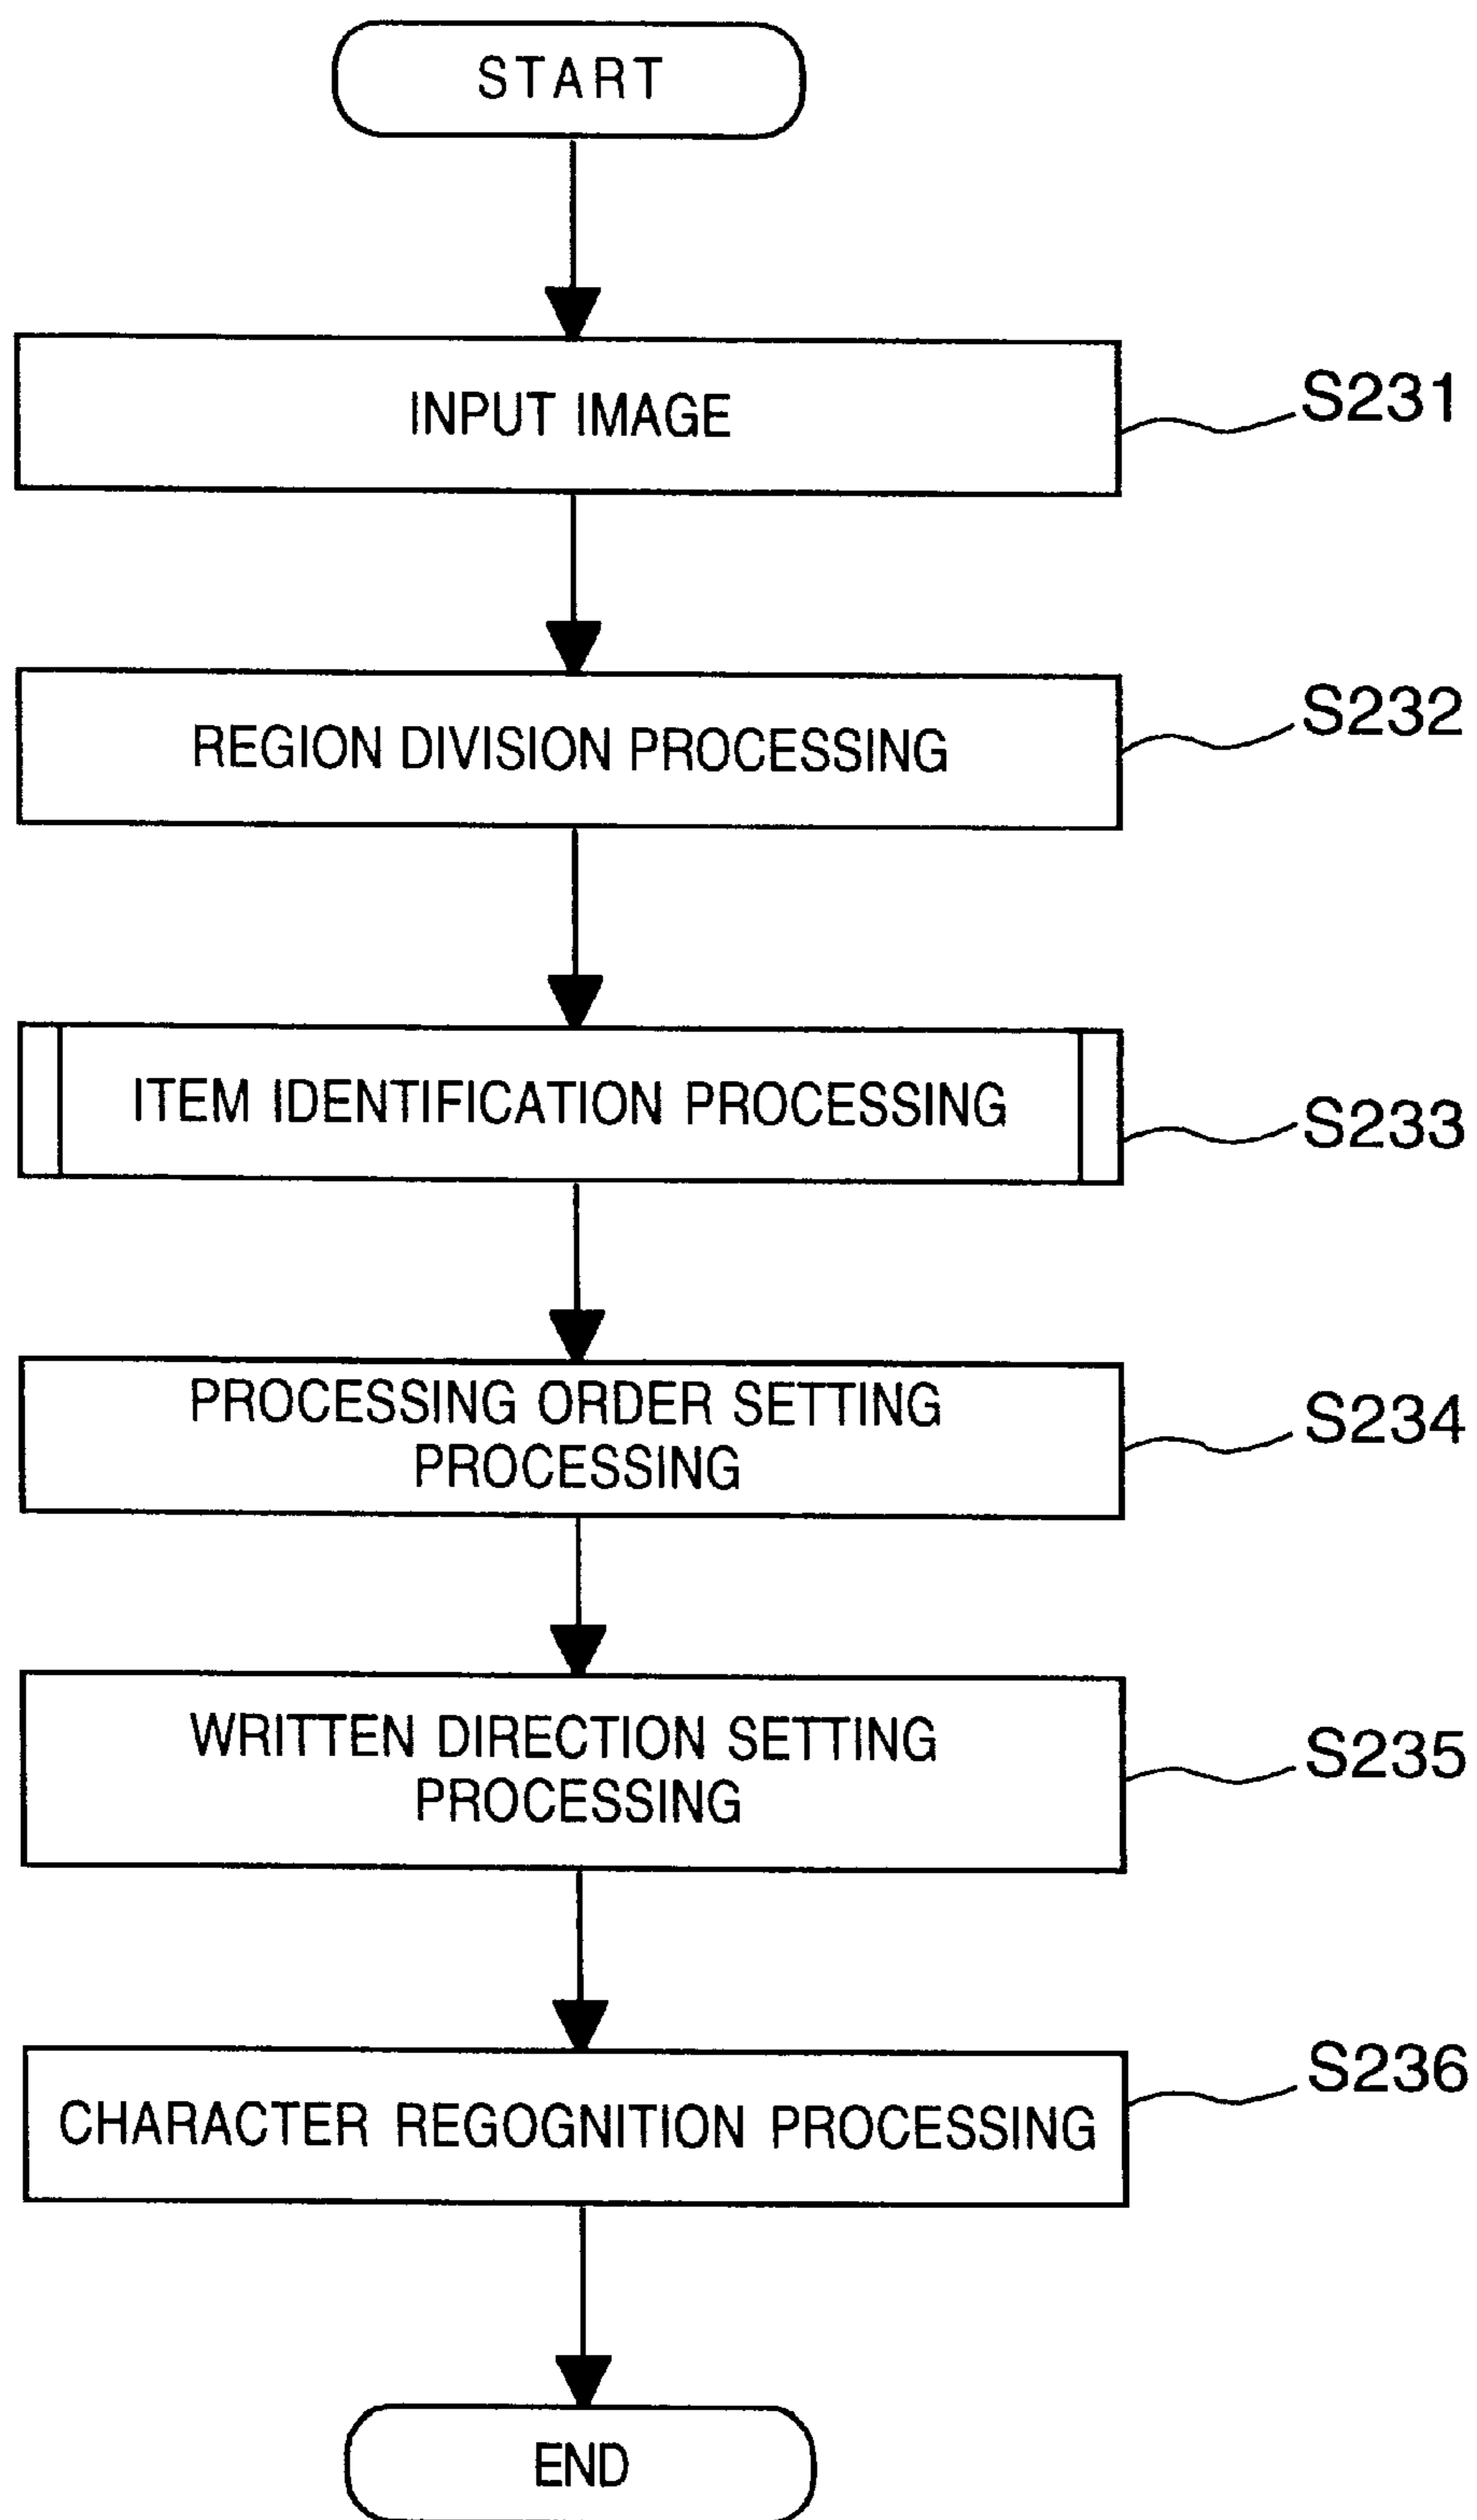 START
INPUT IMAGE
S231
REGION DIVISION PROCESSING
S232
ITEM IDENTIFICATION PROCESSING
S233
PROCESSING ORDER SETTING
PROCESSING
S234
WRITTEN DIRECTION SETTING
PROCESSING
S235
CHARACTER REGOGNITION PROCESSING
S236
END